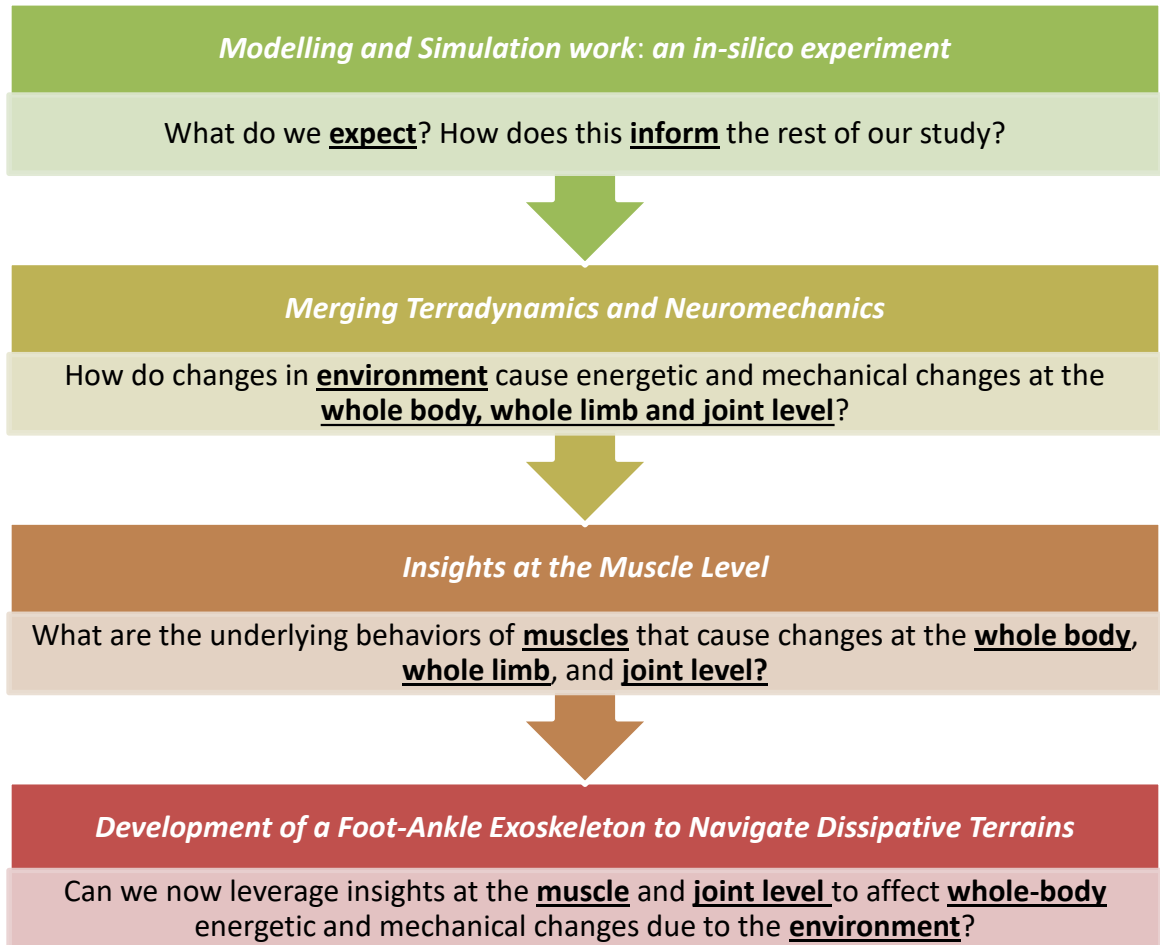 Modelling and Simulation work: an in-silico experiment
What do we expect? How does this inform the rest of our study?
Merging Terradynamics and Neuromechanics
How do changes in environment cause energetic and mechanical changes at the
whole body, whole limb and joint level?
Insights at the Muscle Level
What are the underlying behaviors of muscles that cause changes at the whole body,
whole limb, and joint level?
Development of a Foot-Ankle Exoskeleton to Navigate Dissipative Terrains
Can we now leverage insights at the muscle and joint level to affect whole-body
energetic and mechanical changes due to the environment?